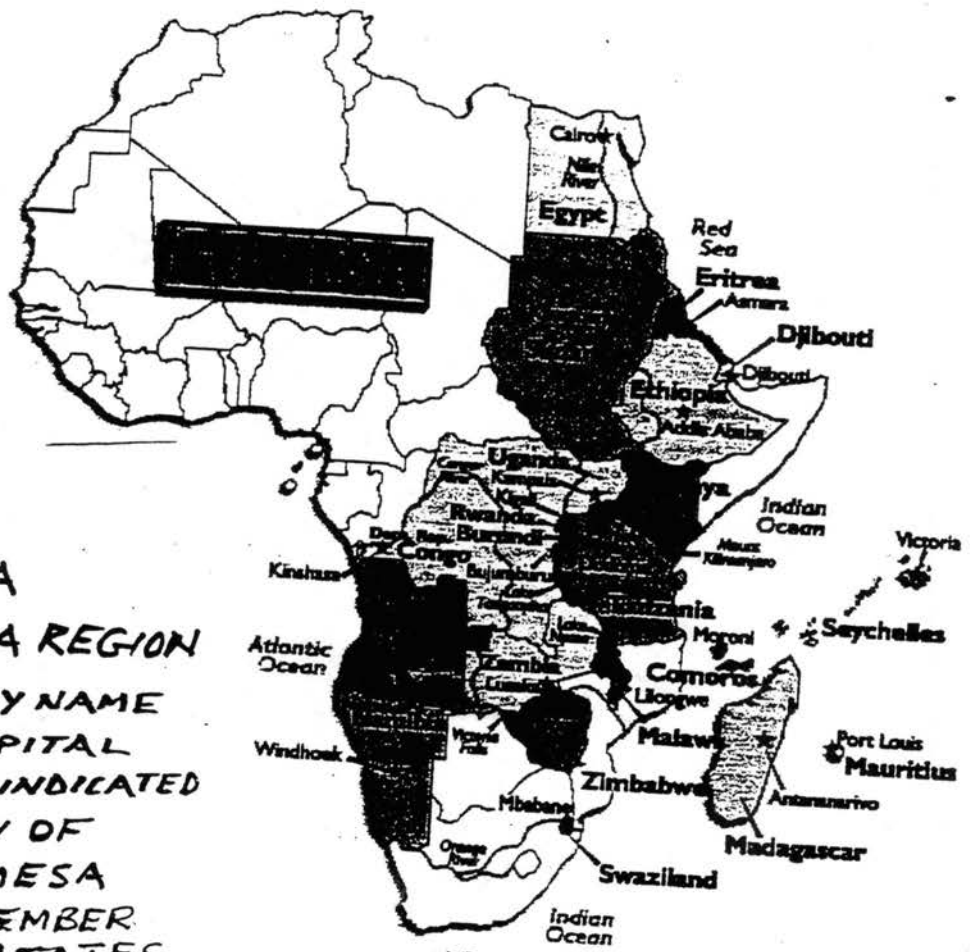 Cairo
Nile
River
Egypt
Red
Sea
Eritrea
Asmara
Djibouti
Djibouti
Ethiopia
Addis Ababa
Uganda
Kampala
Kigali
Rwanda
Burundi
Bujumbura
Lake
Congo
Kinshasa
ya
Indian
Ocean
Mount
Kilimanjaro
Victoria
Seychelles
Tanzania
Moroni
Comoros
Atlantic
Ocean
Zambia
Lusaka
Lilongwe
Malawi
Victoria
Falls
Windhoek
Zimbabwe
Port Louis
Mauritius
Antananarivo
Madagascar
Mbabane
Orange
River
Swaziland
Indian
Ocean
A
A REGION
Y NAME
PITAL
INDICATED
Y OF
MESA
EMBER